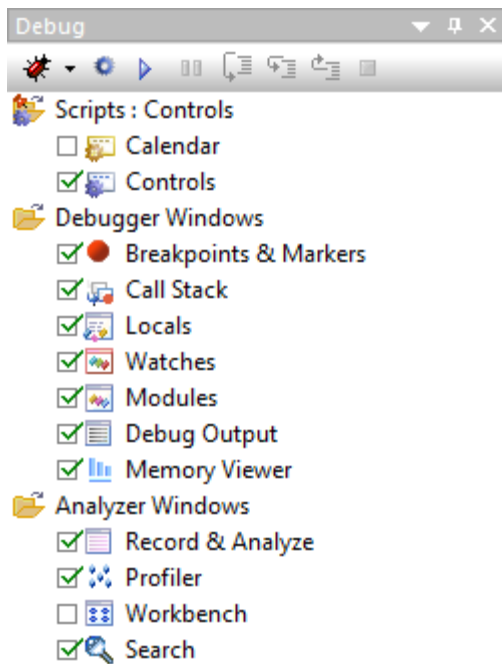 Debug
Scripts : Controls
Calendar
Controls
Debugger Windows
Breakpoints & Markers
Call Stack
Locals
Watches
Modules
Debug Output
Memory Viewer
Analyzer Windows
Record & Analyze
Profiler
Workbench
Search